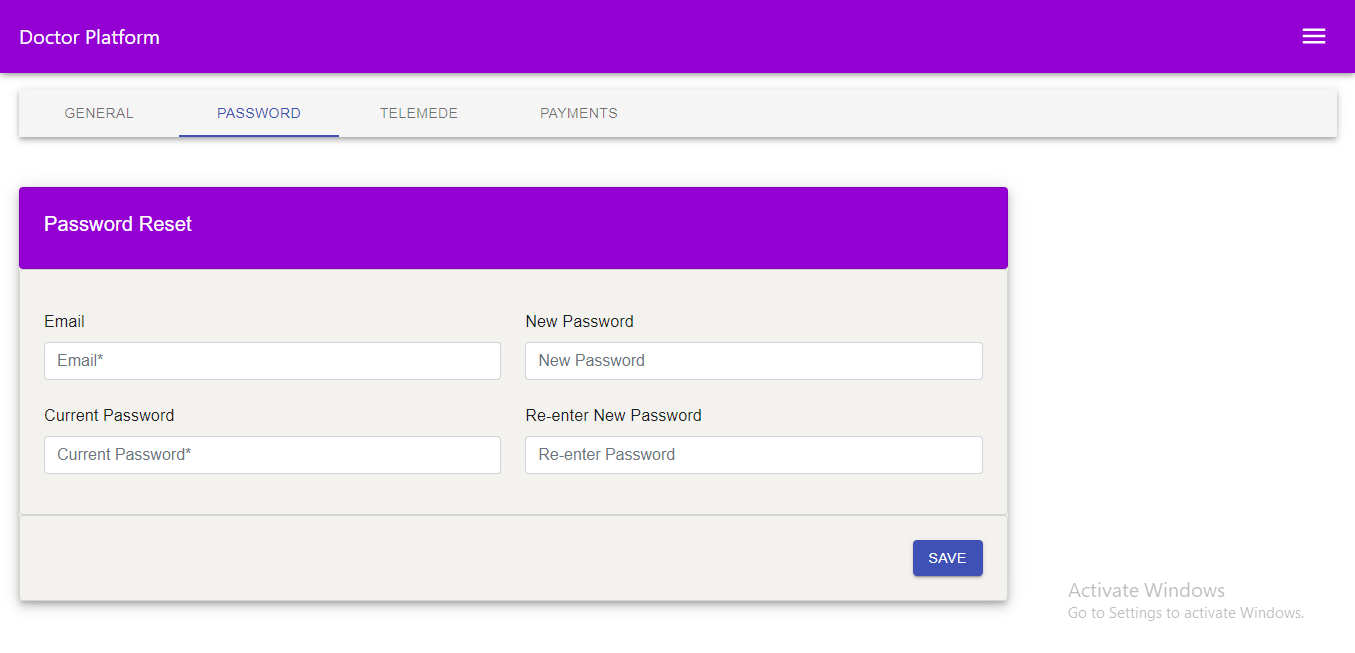 Doctor Platform
GENERAL PASSWORD TELEMEDE PAYMENTS
Password Reset
Email New Password
Email* New Password
Current Password Re-enter New Password
Current Password* Re-enter Password
SAVE
Activate Windows
Go to Settings to activate Windows.